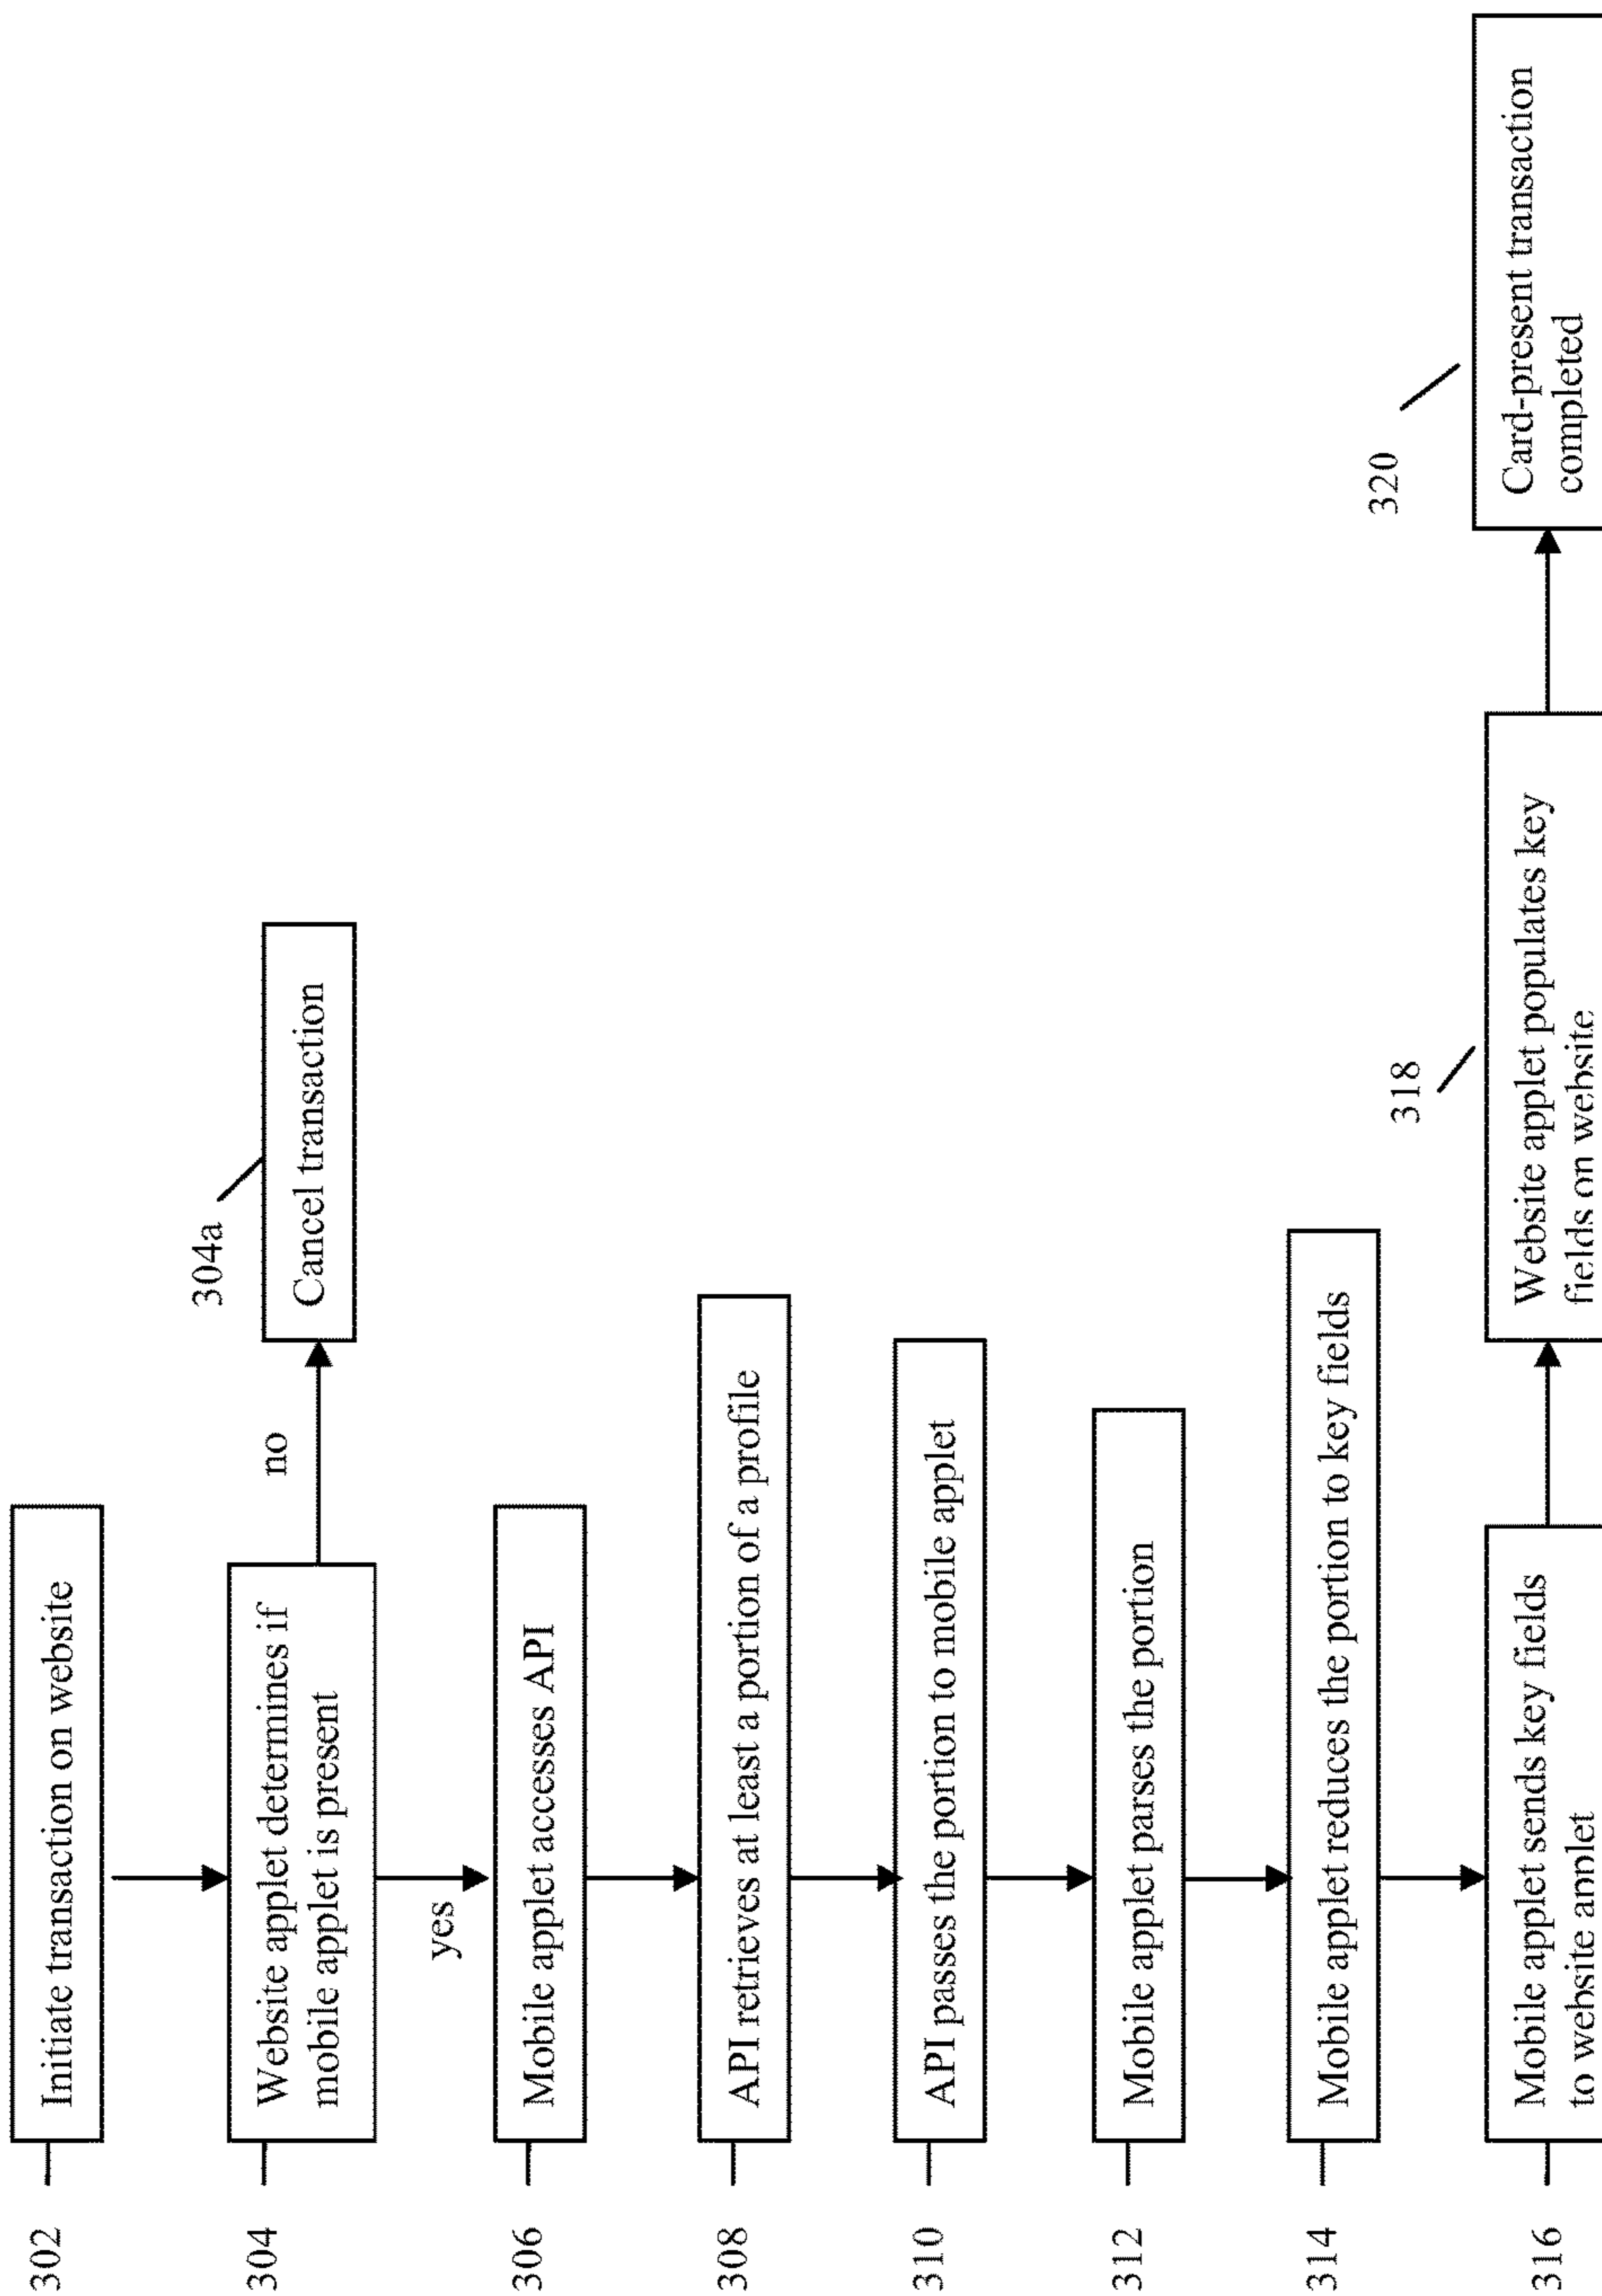 302
Initiate transaction on website
304
Website applet determines if
mobile applet is present
no
304a
Cancel transaction
yes
306
Mobile applet accesses API
308
API retrieves at least a portion of a profile
310
API passes the portion to mobile applet
312
Mobile applet parses the portion
314
Mobile applet reduces the portion to key fields
316
Mobile applet sends key fields
to website applet
318
Website applet populates key
fields on website
320
Card-present transaction
completed